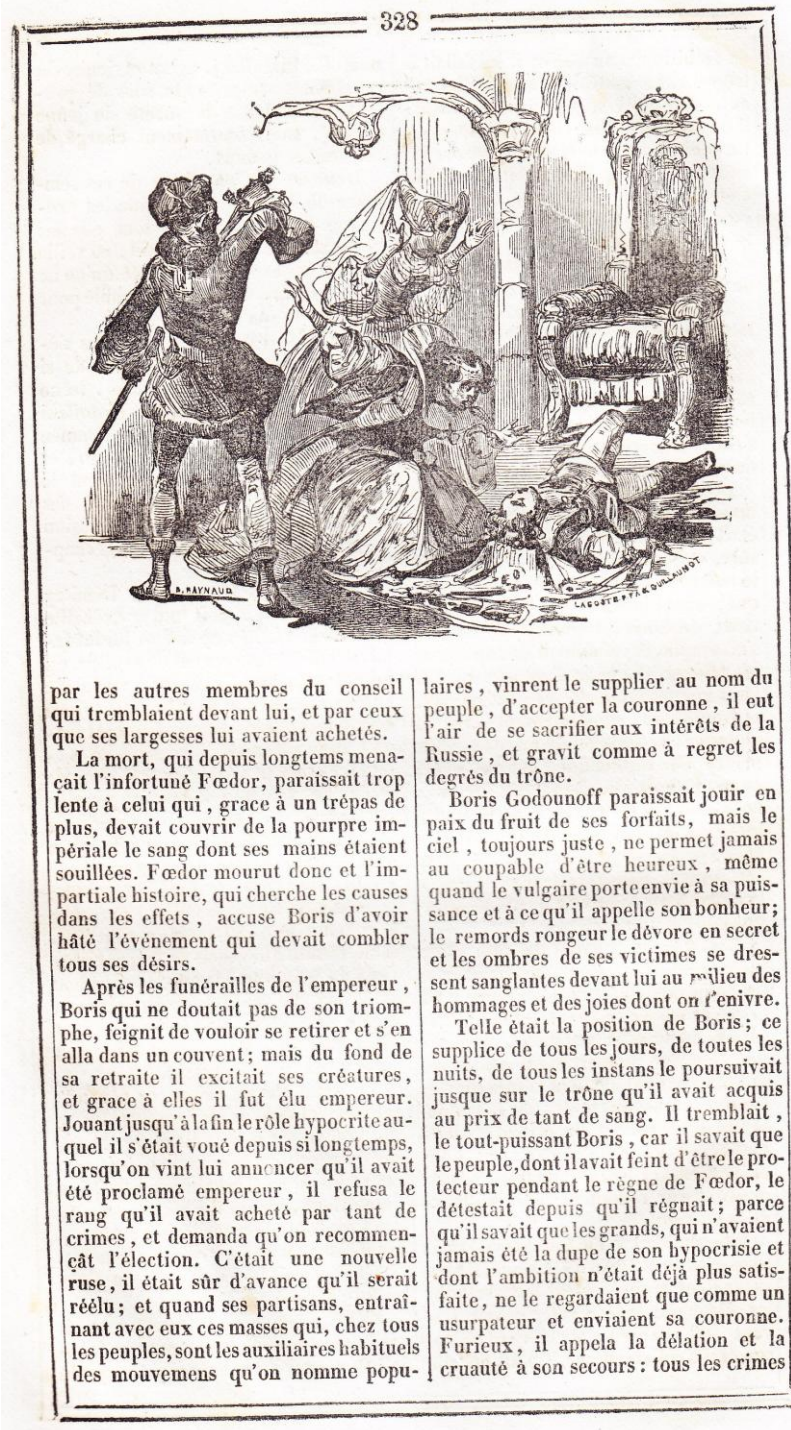 328
B. RAYNAUD
par les autres membres du conseil
qui tremblaient devant lui, et par ceux
que ses largesses lui avaient achetés.
La mort, qui depuis longtems mena-
çait l'infortuné Fœdor, paraissait trop
lente à celui qui, grace à un trépas de
plus, devait couvrir de la pourpre im-
périale le sang dont ses mains étaient
souillées. Fœdor mourut donc et l'im-
partiale histoire, qui cherche les causes
dans les effets, accuse Boris d'avoir
hâté l'événement qui devait combler
tous ses désirs.
Après les funérailles de l'empereur,
Boris qui ne doutait pas de son triom-
phe, feignit de vouloir se retirer et s'en
alla dans un couvent; mais du fond de
sa retraite il excitait ses créatures,
et grace à elles il fut élu empereur.
Jouant jusqu'à la fin le rôle hypocrite au-
quel il s'était voué depuis si longtemps,
lorsqu'on vint lui annoncer qu'il avait
été proclamé empereur, il refusa le
rang qu'il avait acheté par tant de
crimes, et demanda qu'on recommen-
çât l'élection. C'était une nouvelle
ruse, il était sûr d'avance qu'il serait
réélu; et quand ses partisans, entraî-
nant avec eux ces masses qui, chez tous
les peuples, sont les auxiliaires habituels
des mouvemens qu'on nomme popu-
laires, vinrent le supplier au nom du
peuple, d'accepter la couronne, il eut
l'air de se sacrifier aux intérêts de la
Russie, et gravit comme à regret les
degrés du trône.
Boris Godounoff paraissait jouir en
paix du fruit de ses forfaits, mais le
ciel, toujours juste, ne permet jamais
au coupable d'être heureux, même
quand le vulgaire porte envie à sa puis-
sance et à ce qu'il appelle son bonheur;
le remords rongeur le dévore en secret
et les ombres de ses victimes se dres-
sent sanglantes devant lui au milieu des
hommages et des joies dont on l'enivre.
Telle était la position de Boris; ce
supplice de tous les jours, de toutes les
nuits, de tous les instans le poursuivait
jusque sur le trône qu'il avait acquis
au prix de tant de sang. Il tremblait,
le tout-puissant Boris, car il savait que
le peuple, dont il avait feint d'être le pro-
tecteur pendant le règne de Fœdor, le
détestait depuis qu'il régnait; parce
qu'il savait que les grands, qui n'avaient
jamais été la dupe de son hypocrisie et
dont l'ambition n'était déjà plus satis-
faite, ne le regardaient que comme un
usurpateur et enviaient sa couronne.
Furieux, il appela la délation et la
cruauté à son secours: tous les crimes